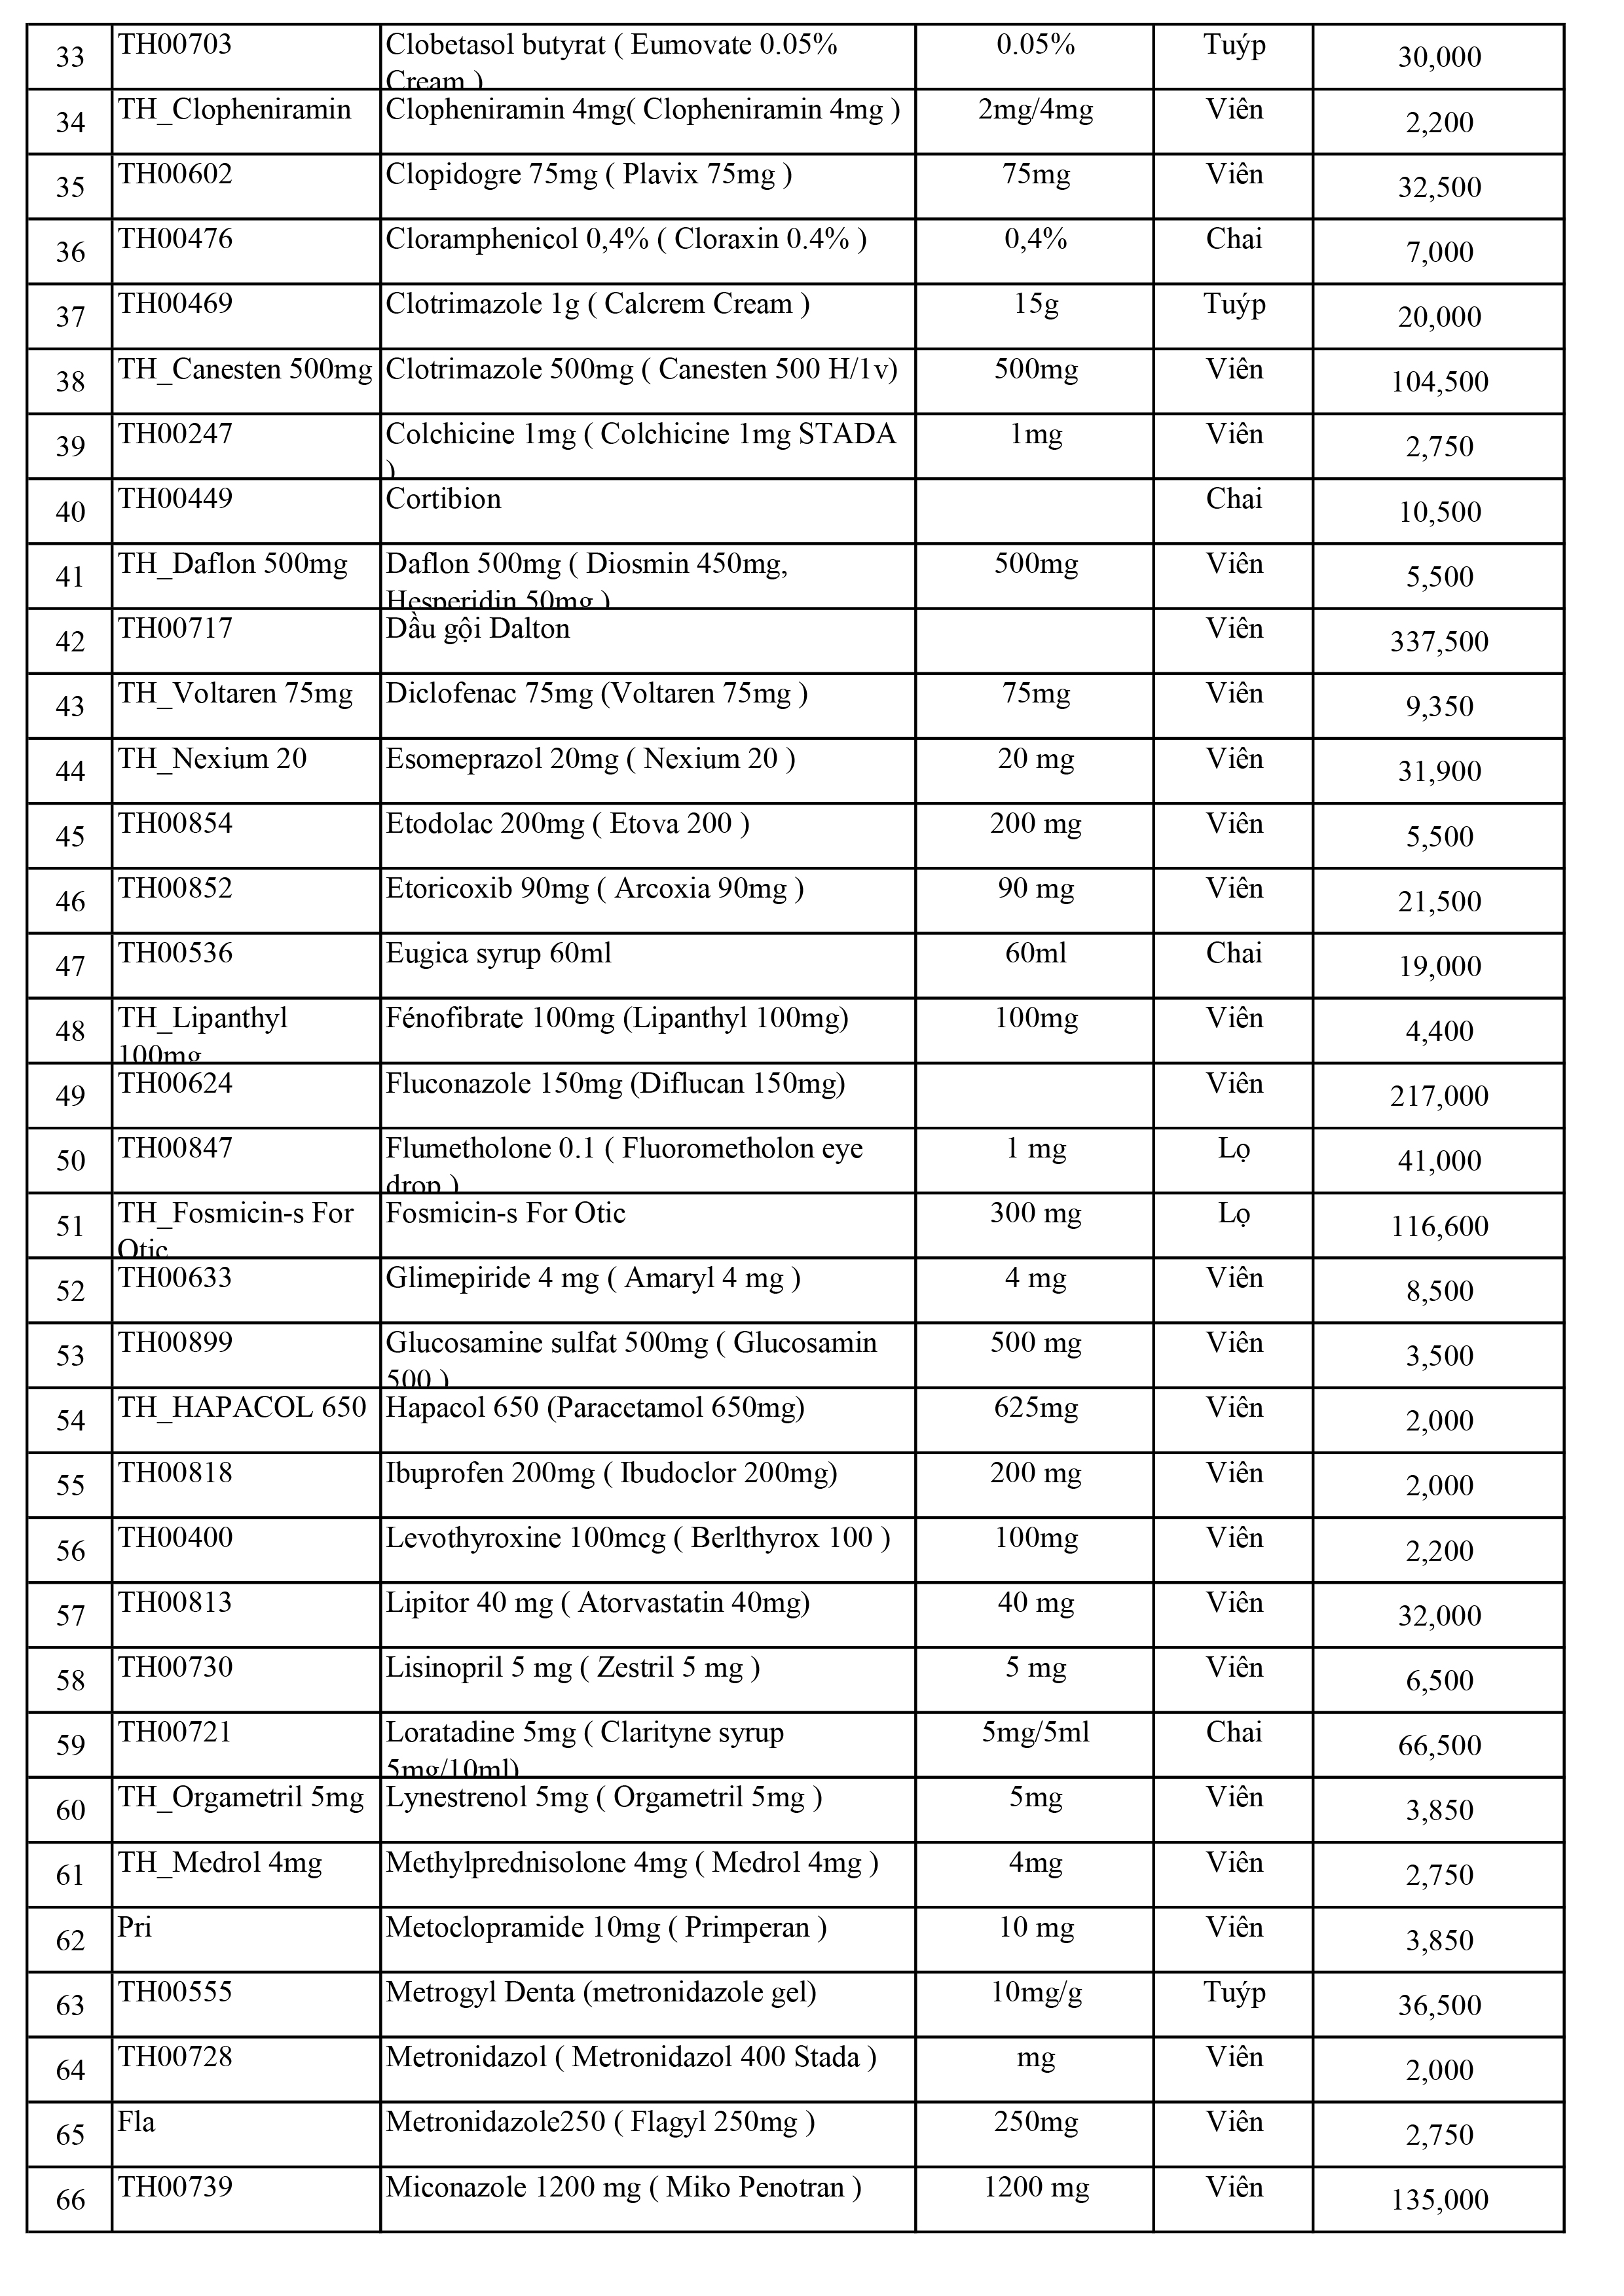 33 TH00703 Clobetasol butyrat ( Eumovate 0.05% 0.05% Tuýp 30,000
Cream )
34 TH_Clopheniramin Clopheniramin 4mg( Clopheniramin 4mg ) 2mg/4mg Viên 2,200
35 TH00602 Clopidogre 75mg ( Plavix 75mg ) 75mg Viên 32,500
36 TH00476 Cloramphenicol 0,4% ( Cloraxin 0.4% ) 0,4% Chai 7,000
37 TH00469 Clotrimazole 1g ( Calcrem Cream ) 15g Tuýp 20,000
38 TH_Canesten 500mg Clotrimazole 500mg ( Canesten 500 H/1v) 500mg Viên 104,500
39 TH00247 Colchicine 1mg ( Colchicine 1mg STADA 1mg Viên 2,750
)
40 TH00449 Cortibion Chai 10,500
41 TH_Daflon 500mg Daflon 500mg ( Diosmin 450mg, 500mg Viên 5,500
Hesperidin 50mg )
42 TH00717 Dầu gội Dalton Viên 337,500
43 TH_Voltaren 75mg Diclofenac 75mg (Voltaren 75mg ) 75mg Viên 9,350
44 TH_Nexium 20 Esomeprazol 20mg ( Nexium 20 ) 20 mg Viên 31,900
45 TH00854 Etodolac 200mg ( Etova 200 ) 200 mg Viên 5,500
46 TH00852 Etoricoxib 90mg ( Arcoxia 90mg ) 90 mg Viên 21,500
47 TH00536 Eugica syrup 60ml 60ml Chai 19,000
48 TH_Lipanthyl Fénofibrate 100mg (Lipanthyl 100mg) 100mg Viên 4,400
100mg
49 TH00624 Fluconazole 150mg (Diflucan 150mg) Viên 217,000
50 TH00847 Flumetholone 0.1 ( Fluorometholon eye 1 mg Lọ 41,000
drop )
51 TH_Fosmicin-s For Fosmicin-s For Otic 300 mg Lọ 116,600
Otic
52 TH00633 Glimepiride 4 mg ( Amaryl 4 mg ) 4 mg Viên 8,500
53 TH00899 Glucosamine sulfat 500mg ( Glucosamin 500 mg Viên 3,500
500 )
54 TH_HAPACOL 650 Hapacol 650 (Paracetamol 650mg) 625mg Viên 2,000
55 TH00818 Ibuprofen 200mg ( Ibudoclor 200mg) 200 mg Viên 2,000
56 TH00400 Levothyroxine 100mcg ( Berlthyrox 100 ) 100mg Viên 2,200
57 TH00813 Lipitor 40 mg ( Atorvastatin 40mg) 40 mg Viên 32,000
58 TH00730 Lisinopril 5 mg ( Zestril 5 mg ) 5 mg Viên 6,500
59 TH00721 Loratadine 5mg ( Clarityne syrup 5mg/5ml Chai 66,500
5mg/10ml)
60 TH_Orgametril 5mg Lynestrenol 5mg ( Orgametril 5mg ) 5mg Viên 3,850
61 TH_Medrol 4mg Methylprednisolone 4mg ( Medrol 4mg ) 4mg Viên 2,750
62 Pri Metoclopramide 10mg ( Primperan ) 10 mg Viên 3,850
63 TH00555 Metrogyl Denta (metronidazole gel) 10mg/g Tuýp 36,500
64 TH00728 Metronidazol ( Metronidazol 400 Stada ) mg Viên 2,000
65 Fla Metronidazole250 ( Flagyl 250mg ) 250mg Viên 2,750
66 TH00739 Miconazole 1200 mg ( Miko Penotran ) 1200 mg Viên 135,000